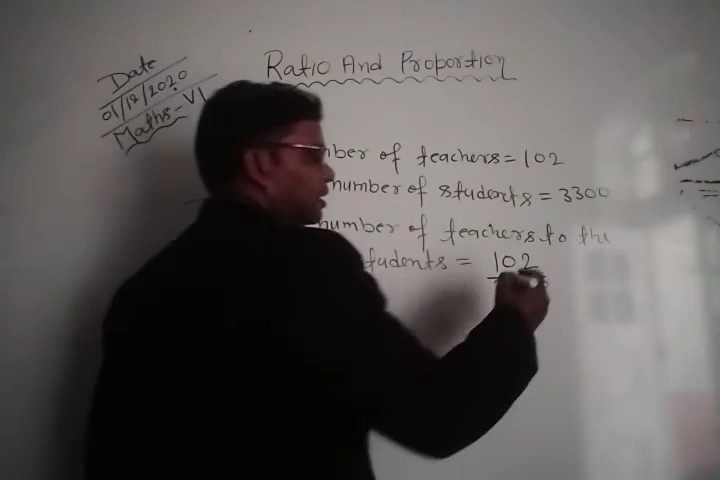 Date
01/12/2020
Maths-VI
Ratio And Proportion
ber of teachers=102
number of students = 3300
number of teachers to the
tudents = 102